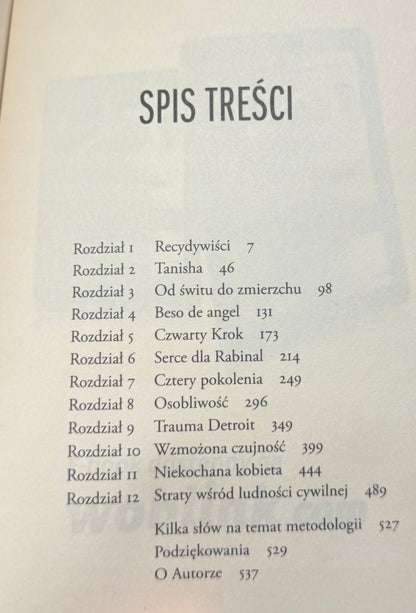 SPIS TREŚCI
Rozdział 1 Recydywiści 7
Rozdział 2 Tanisha 46
Rozdział 3 Od świtu do zmierzchu 98
Rozdział 4 Beso de angel 131
Rozdział 5 Czwarty Krok 173
Rozdział 6 Serce dla Rabinal 214
Rozdział 7 Cztery pokolenia 249
Rozdział 8 Osobliwość 296
Rozdział 9 Trauma Detroit 349
Rozdział 10 Wzmożona czujność 399
Rozdział 11 Niekochana kobieta 444
Rozdział 12 Straty wśród ludności cywilnej 489
Kilka słów na temat metodologii 527
Podziękowania 529
O Autorze 537